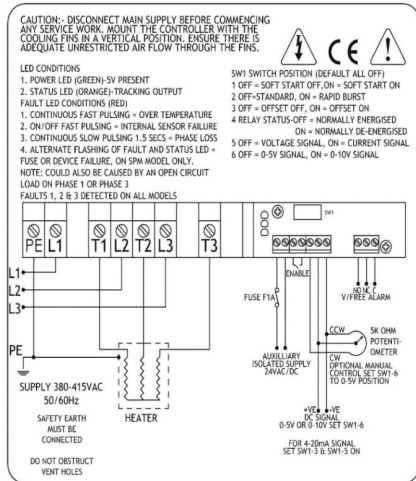 CAUTION:- DISCONNECT MAIN SUPPLY BEFORE COMMENCING
ANY SERVICE WORK. MOUNT THE CONTROLLER WITH THE
COOLING FINS IN A VERTICAL POSITION. ENSURE THERE IS
ADEQUATE UNRESTRICTED AIR FLOW THROUGH THE FINS.
LED CONDITIONS
1. POWER LED (GREEN)-5V PRESENT
2. STATUS LED (ORANGE)-TRACKING OUTPUT
FAULT LED CONDITIONS (RED)
1. CONTINUOUS FAST PULSING = OVER TEMPERATURE
2. ON/OFF FAST PULSING = INTERNAL SENSOR FAILURE
3. CONTINUOUS SLOW PULSING 1.5 SECS = PHASE LOSS
4. ALTERNATE FLASHING OF FAULT AND STATUS LED =
FUSE OR DEVICE FAILURE, ON SPM MODEL ONLY.
NOTE: COULD ALSO BE CAUSED BY AN OPEN CIRCUIT
LOAD ON PHASE 1 OR PHASE 3
FAULTS 1, 2 & 3 DETECTED ON ALL MODELS
CE
SW1 SWITCH POSITION (DEFAULT ALL OFF)
1 OFF = SOFT START OFF,ON = SOFT START ON
2 OFF=STANDARD, ON = RAPID BURST
3 OFF = OFFSET OFF, ON = OFFSET ON
4 RELAY STATUS-OFF = NORMALLY ENERGISED
ON = NORMALLY DE-ENERGISED
5 OFF = VOLTAGE SIGNAL, ON = CURRENT SIGNAL
6 OFF = 0-5V SIGNAL, ON = 0-10V SIGNAL
SW1
PE L1 T1 L2 T2 L3 T3
L1
L2
L3
PE
ENABLE
FUSE F1A
NO NC C
V/FREE ALARM
AUXILLIARY
ISOLATED SUPPLY
24VAC/DC
CCW
5K OHM
POTENTI-
OMETER
CW
OPTIONAL MANUAL
CONTROL SET SW1-6
TO 0-5V POSITION
SUPPLY 380-415VAC
50/60Hz
HEATER
SAFETY EARTH
MUST BE
CONNECTED
DO NOT OBSTRUCT
VENT HOLES
+VE -VE
DC SIGNAL
0-5V OR 0-10V SET SW1-6
FOR 4-20mA SIGNAL
SET SW1-3 & SW1-5 ON